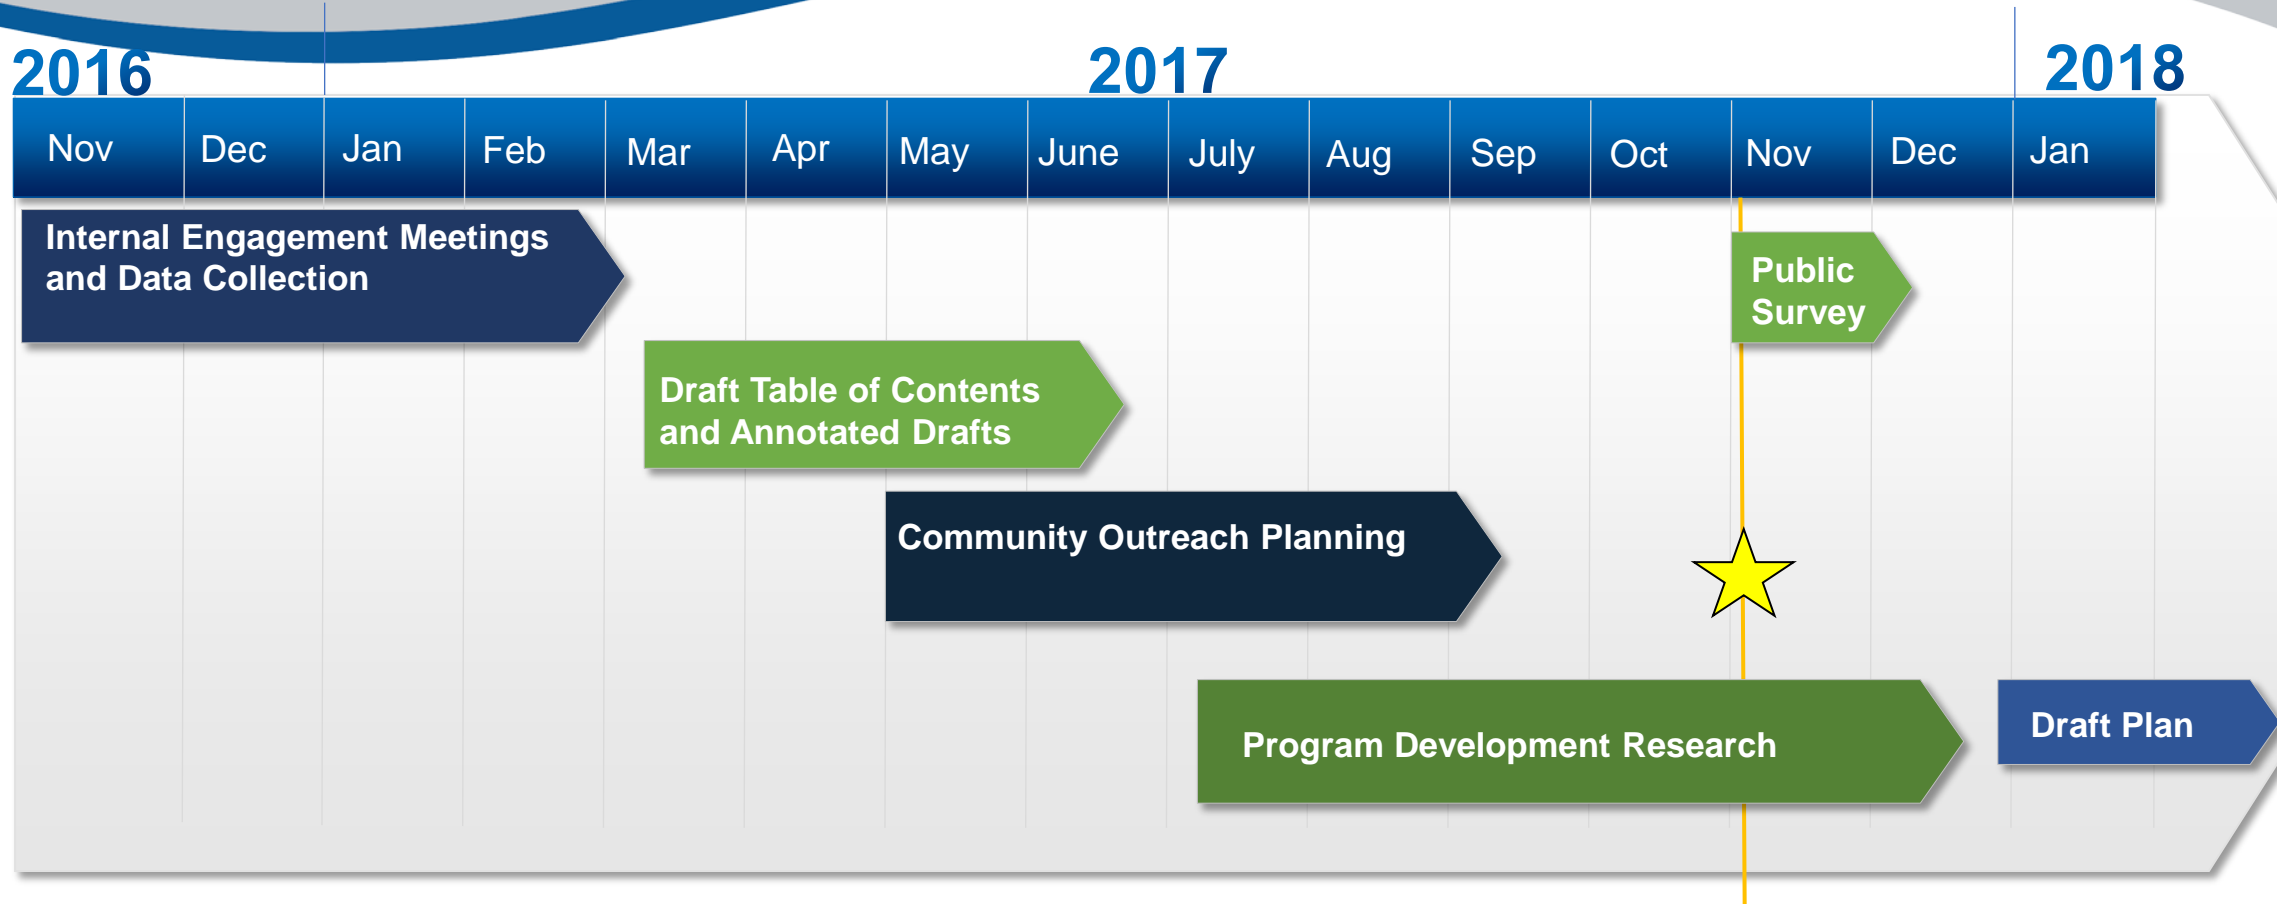 2016
2017
2018
Nov Dec Jan Feb Mar Apr May June July Aug Sep Oct Nov Dec Jan
Internal Engagement Meetings
and Data Collection
Public
Survey
Draft Table of Contents
and Annotated Drafts
Community Outreach Planning
Program Development Research
Draft Plan